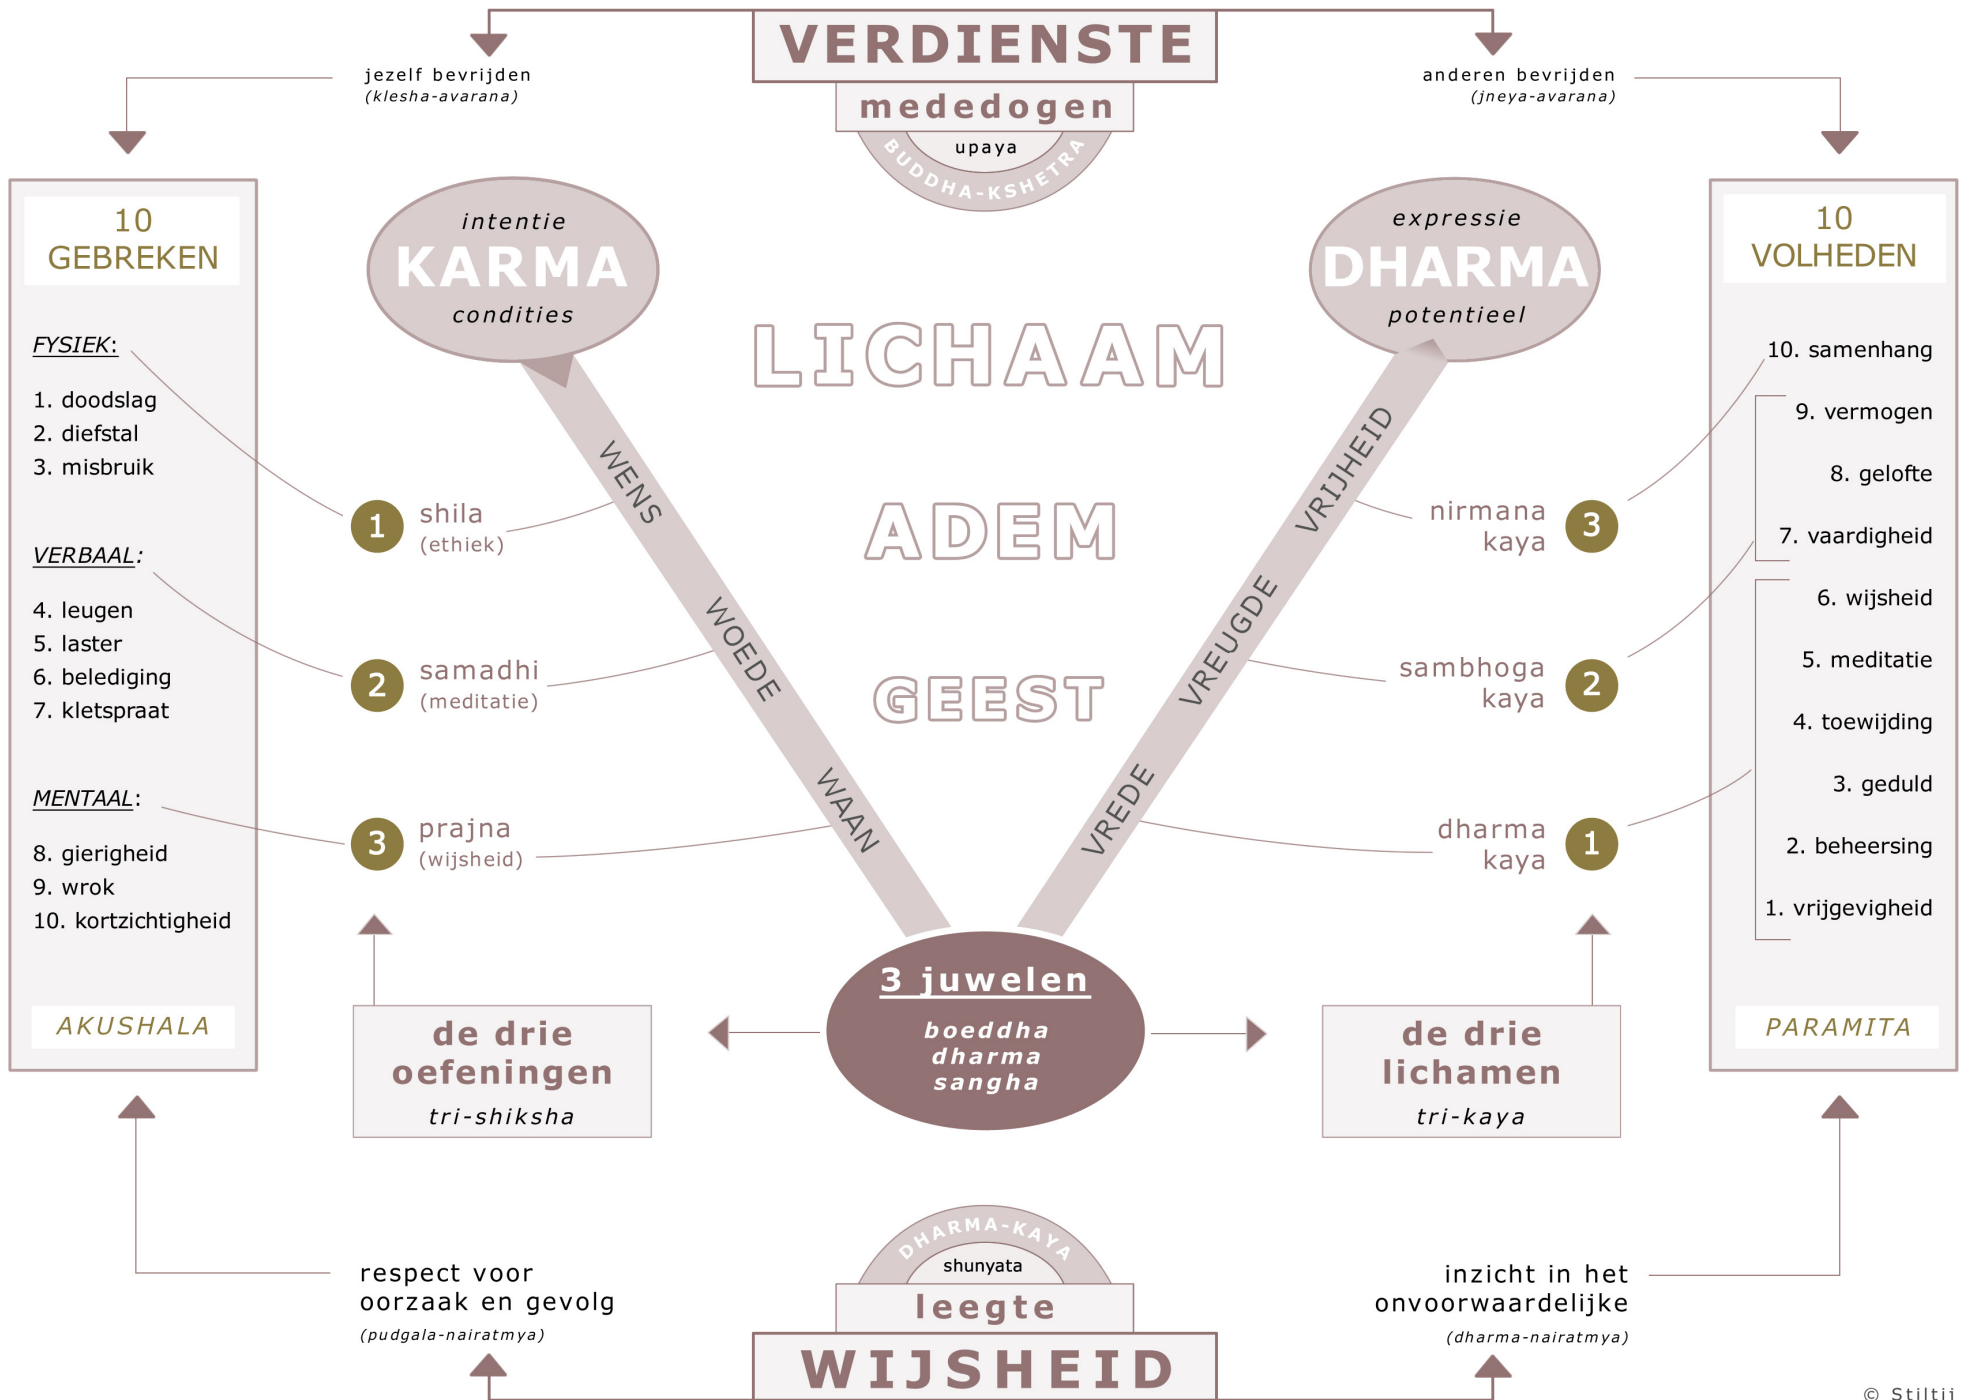 VERDIENSTE
mededogen
upaya
BUDDHA-KSHETRA
jezelf bevrijden
(klesha-avarana)
anderen bevrijden
(jneya-avarana)
10
GEBREKEN
FYSIEK:
1. doodslag
2. diefstal
3. misbruik
VERBAAL:
4. leugen
5. laster
6. belediging
7. kletspraat
MENTAAL:
8. gierigheid
9. wrok
10. kortzichtigheid
AKUSHALA
intentie
KARMA
condities
WENS
WOEDE
WAAN
1
shila
(ethiek)
2
samadhi
(meditatie)
3
prajna
(wijsheid)
de drie
oefeningen
tri-shiksha
LICHAAM
ADEM
GEEST
3 juwelen
boeddha
dharma
sangha
expressie
DHARMA
potentieel
VRIJHEID
VREUGDE
VREDE
nirmana
kaya
3
sambhoga
kaya
2
dharma
kaya
1
de drie
lichamen
tri-kaya
10
VOLHEDEN
10. samenhang
9. vermogen
8. gelofte
7. vaardigheid
6. wijsheid
5. meditatie
4. toewijding
3. geduld
2. beheersing
1. vrijgevigheid
PARAMITA
respect voor
oorzaak en gevolg
(pudgala-nairatmya)
DHARMA-KAYA
shunyata
leegte
WIJSHEID
inzicht in het
onvoorwaardelijke
(dharma-nairatmya)
© Stiltij